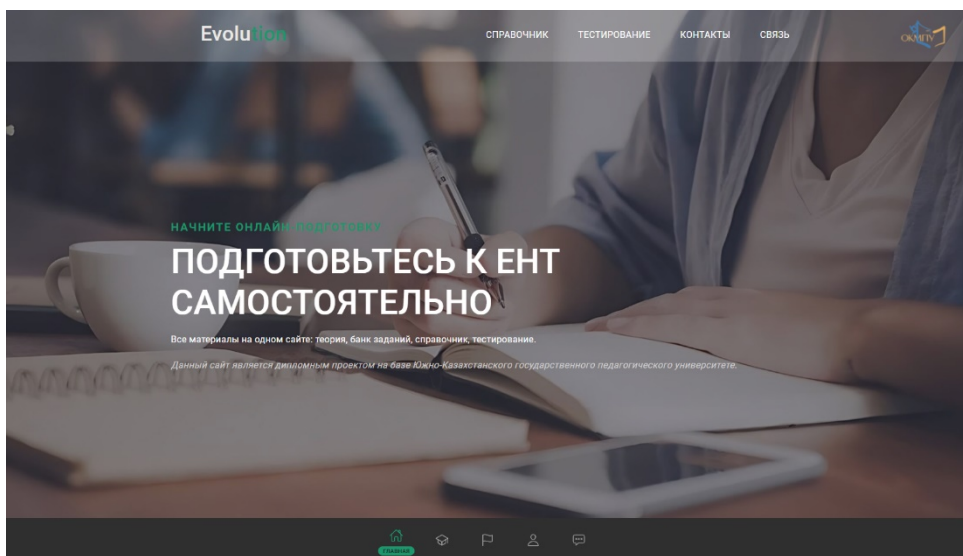 Evolution
СПРАВОЧНИК ТЕСТИРОВАНИЕ КОНТАКТЫ СВЯЗЬ
НАЧНИТЕ ОНЛАЙН-ПОДГОТОВКУ
ПОДГОТОВЬТЕСЬ К ЕНТ
САМОСТОЯТЕЛЬНО
Все материалы на одном сайте: теория, банк заданий, справочник, тестирование.
Данный сайт является дипломным проектом на базе Южно-Казахстанского государственного педагогического университете.
ГЛАВНАЯ